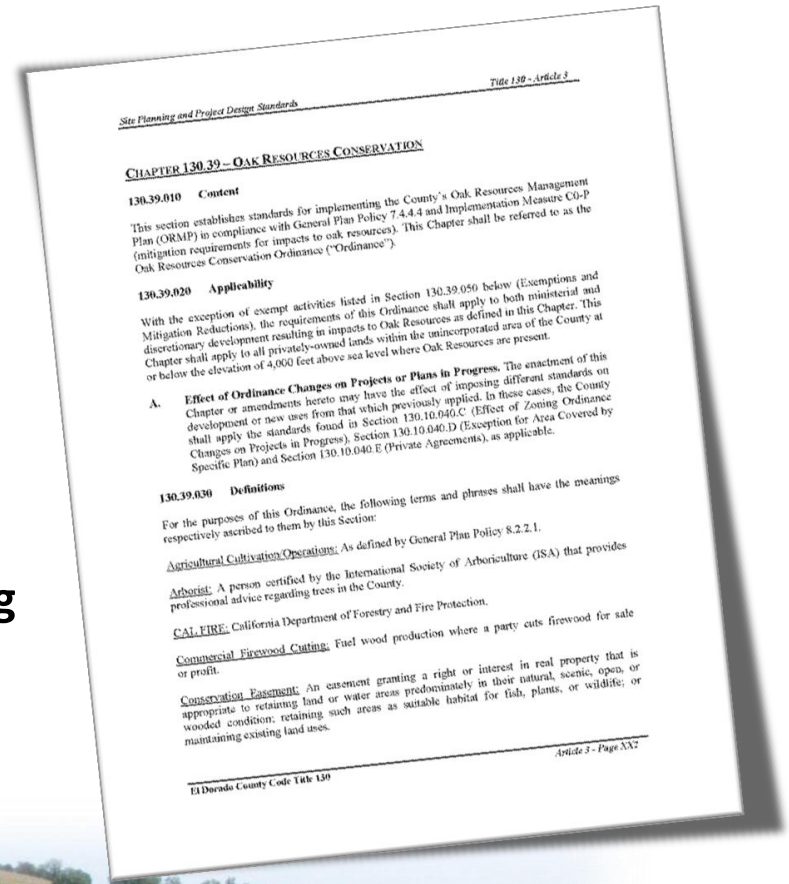 Site Planning and Project Design Standards
Title 130 - Article 3
CHAPTER 130.39 – OAK RESOURCES CONSERVATION
130.39.010 Content
This section establishes standards for implementing the County's Oak Resources Management
Plan (ORMP) in compliance with General Plan Policy 7.4.4.4 and Implementation Measure CO-P
(mitigation requirements for impacts to oak resources). This Chapter shall be referred to as the
Oak Resources Conservation Ordinance ("Ordinance").
130.39.020 Applicability
With the exception of exempt activities listed in Section 130.39.050 below (Exemptions and
Mitigation Reductions), the requirements of this Ordinance shall apply to both ministerial and
discretionary development resulting in impacts to Oak Resources as defined in this Chapter. This
Chapter shall apply to all privately-owned lands within the unincorporated area of the County at
or below the elevation of 4,000 feet above sea level where Oak Resources are present.
A. Effect of Ordinance Changes on Projects or Plans in Progress. The enactment of this
Chapter or amendments hereto may have the effect of imposing different standards on
development or new uses from that which previously applied. In these cases, the County
shall apply the standards found in Section 130.10.040.C (Effect of Zoning Ordinance
Changes on Projects in Progress), Section 130.10.040.D (Exception for Area Covered by
Specific Plan) and Section 130.10.040.E (Private Agreements), as applicable.
130.39.030 Definitions
For the purposes of this Ordinance, the following terms and phrases shall have the meanings
respectively ascribed to them by this Section:
Agricultural Cultivation/Operations: As defined by General Plan Policy 8.2.2.1.
Arborist: A person certified by the International Society of Arboriculture (ISA) that provides
professional advice regarding trees in the County.
CAL FIRE: California Department of Forestry and Fire Protection.
Commercial Firewood Cutting: Fuel wood production where a party cuts firewood for sale
or profit.
Conservation Easement: An easement granting a right or interest in real property that is
appropriate to retaining land or water areas predominately in their natural, scenic, open, or
wooded condition; retaining such areas as suitable habitat for fish, plants, or wildlife; or
maintaining existing land uses.
El Dorado County Code Title 130
Article 3 - Page XX2
g